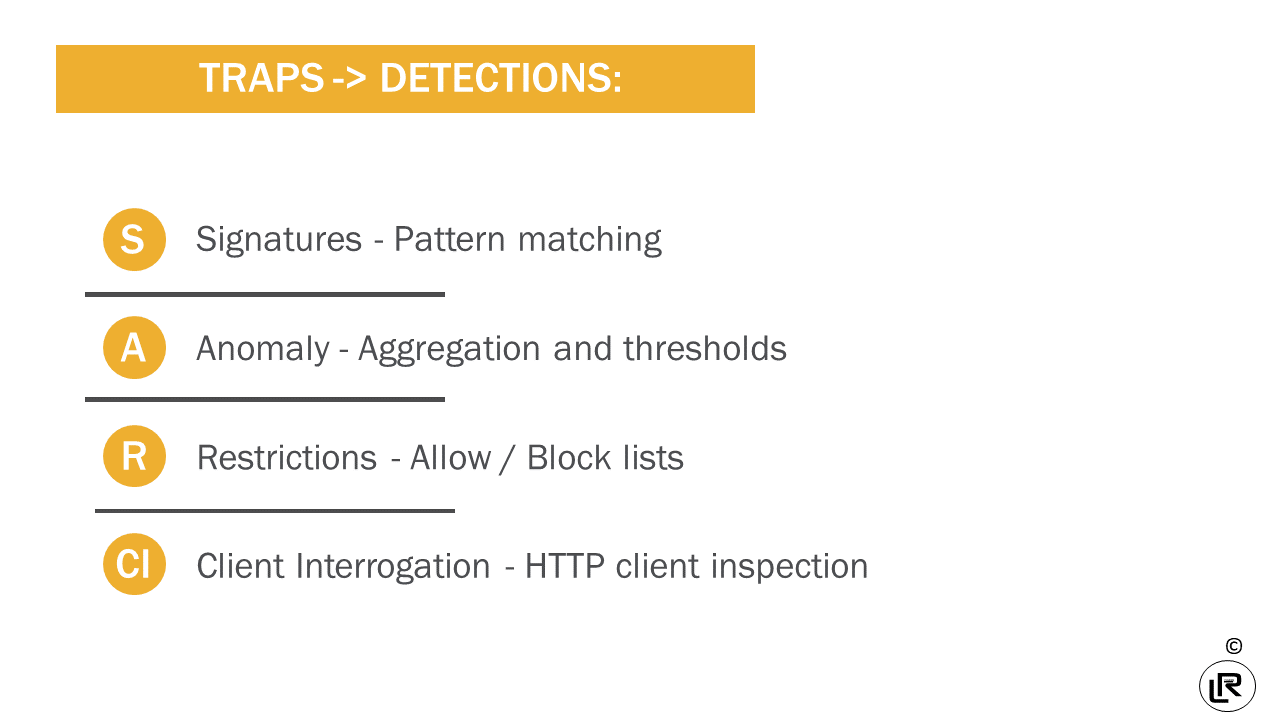 TRAPS -> DETECTIONS:
S Signatures - Pattern matching
A Anomaly - Aggregation and thresholds
R Restrictions - Allow / Block lists
CI Client Interrogation - HTTP client inspection
©
LR